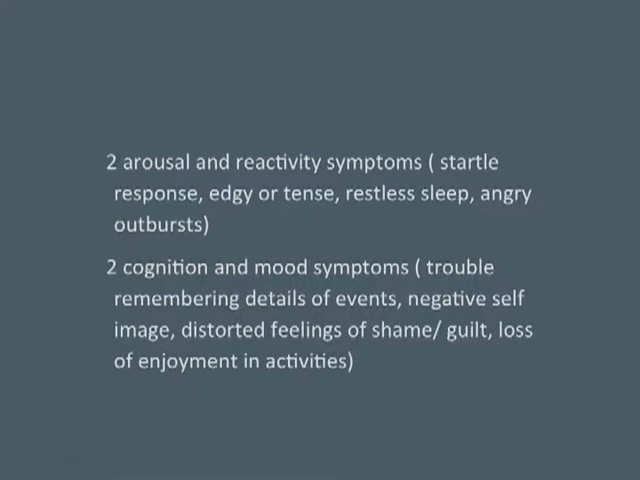 2 arousal and reactivity symptoms ( startle
response, edgy or tense, restless sleep, angry
outbursts)
2 cognition and mood symptoms ( trouble
remembering details of events, negative self
image, distorted feelings of shame/ guilt, loss
of enjoyment in activities)